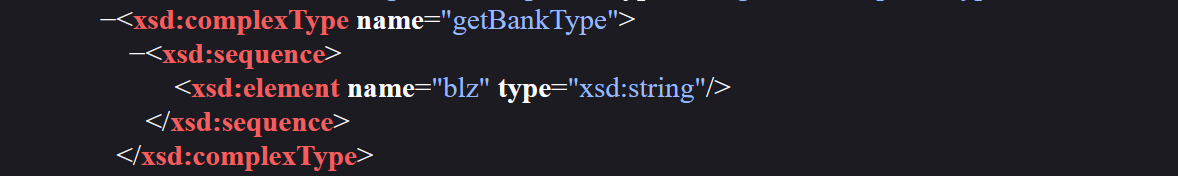 −<xsd:complexType name="getBankType">
−<xsd:sequence>
<xsd:element name="blz" type="xsd:string"/>
</xsd:sequence>
</xsd:complexType>